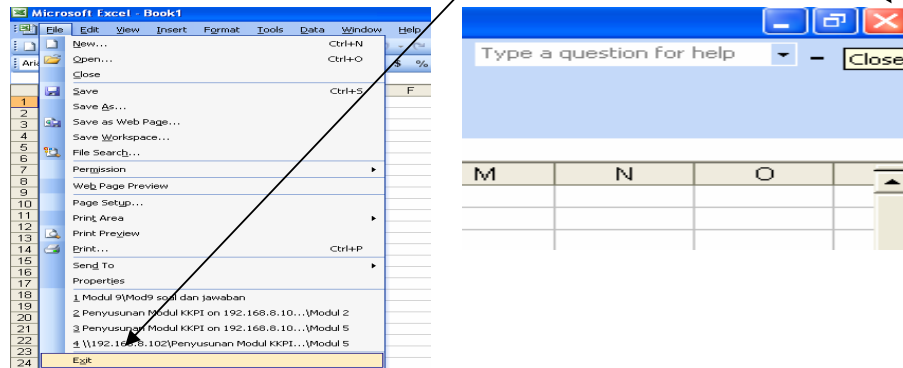 Microsoft Excel - Book1
File Edit View Insert Format Tools Data Window Help
New... Ctrl+N
Open... Ctrl+O
Close
Save Ctrl+S
Save As...
Save as Web Page...
Save Workspace...
File Search...
Permission
Web Page Preview
Page Setup...
Print Area
Print Preview
Print... Ctrl+P
Send To
Properties
1 Modul 9\Mod9 soal dan jawaban
2 Penyusunan Modul KKPI on 192.168.8.10...\Modul 2
3 Penyusunan Modul KKPI on 192.168.8.10...\Modul 5
4 \\192.168.8.102\Penyusunan Modul KKPI...\Modul 5
Exit
$ %
F
1
2
3
4
5
6
7
8
9
10
11
12
13
14
15
16
17
18
19
20
21
22
23
24
Type a question for help
Close
M N O